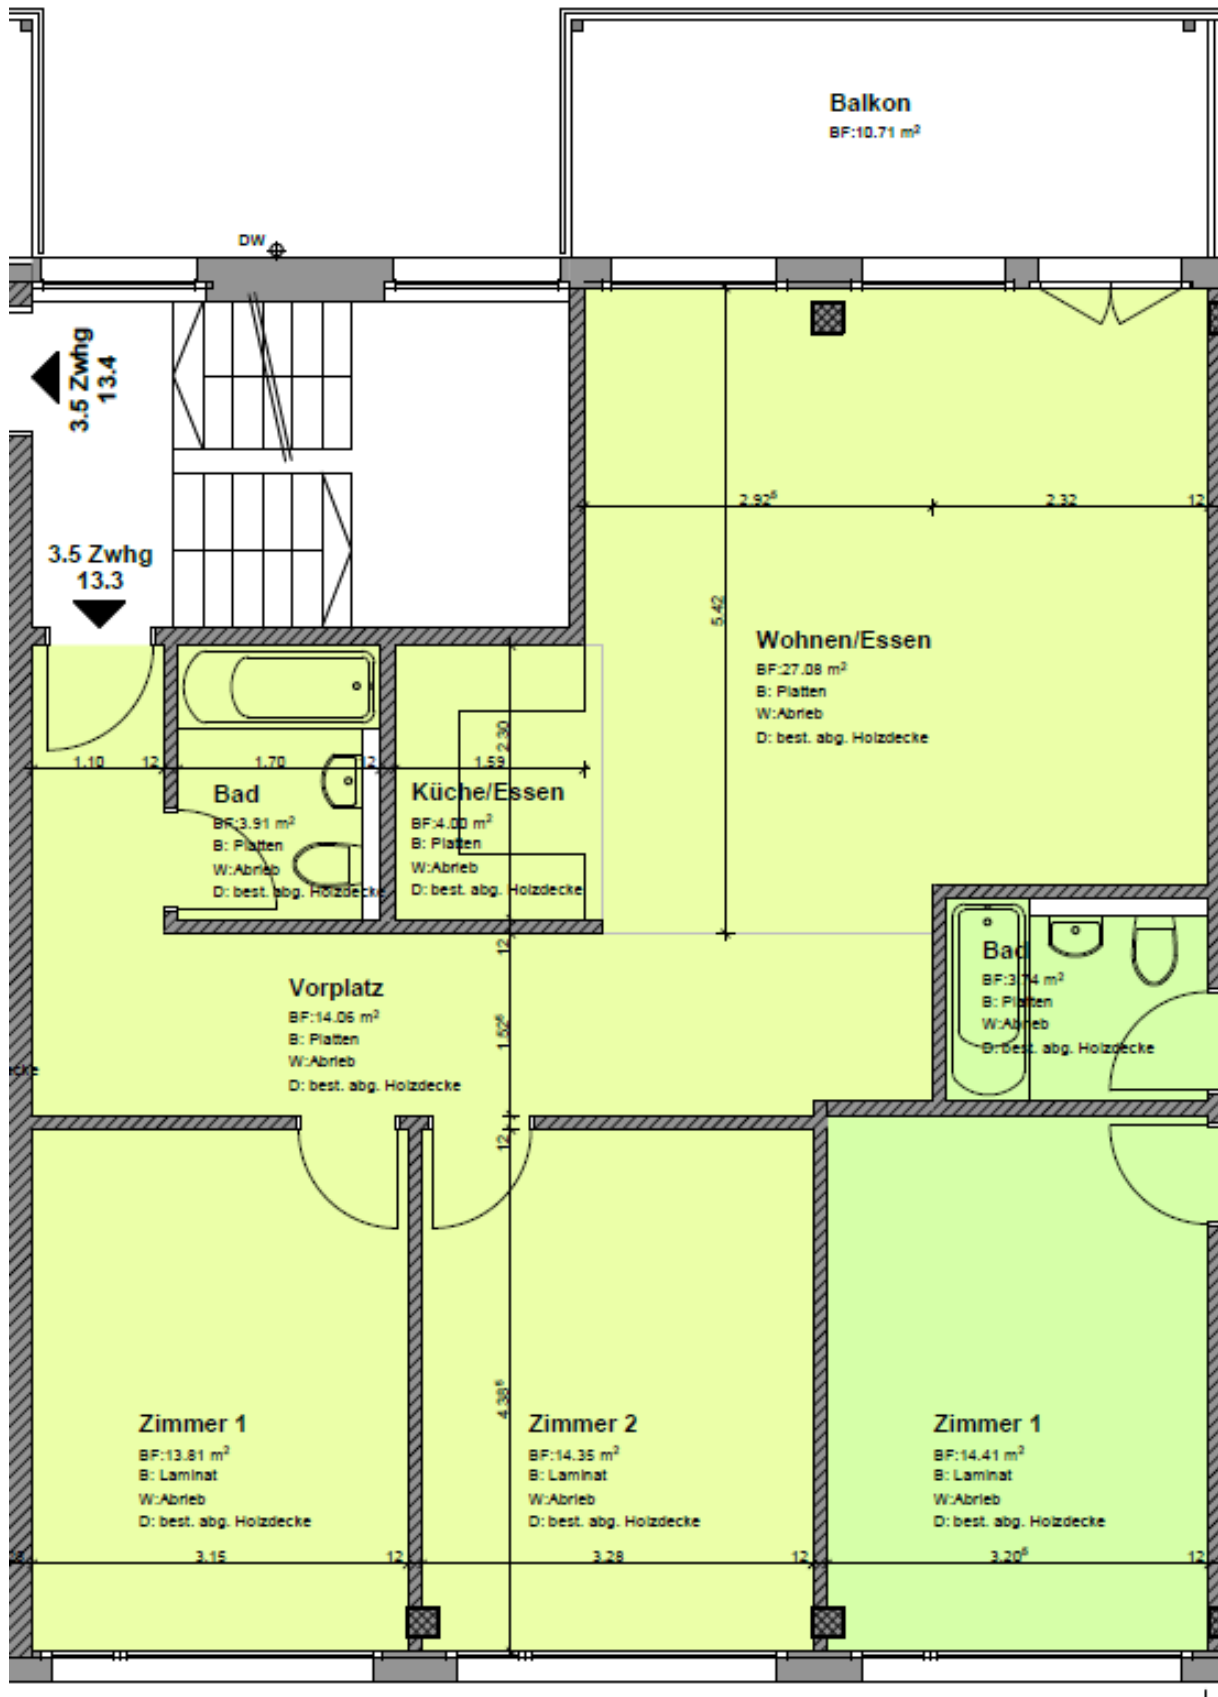 Balkon
BF:10.71 m²
DW
3.5 Zwhg
13.4
3.5 Zwhg
13.3
2.92⁵
2.32
12
5.42
Wohnen/Essen
BF:27.08 m²
B: Platten
W:Abrieb
D: best. abg. Holzdecke
1.10
12
1.70
12
1.59
2.30
Bad
BF:3.91 m²
B: Platten
W:Abrieb
D: best. abg. Holzdecke
Küche/Essen
BF:4.00 m²
B: Platten
W:Abrieb
D: best. abg. Holzdecke
12
Bad
BF:3.74 m²
B: Platten
W:Abrieb
D: best. abg. Holzdecke
Vorplatz
BF:14.06 m²
B: Platten
W:Abrieb
D: best. abg. Holzdecke
1.52⁵
12
4.38⁵
Zimmer 1
BF:13.81 m²
B: Laminat
W:Abrieb
D: best. abg. Holzdecke
Zimmer 2
BF:14.35 m²
B: Laminat
W:Abrieb
D: best. abg. Holzdecke
Zimmer 1
BF:14.41 m²
B: Laminat
W:Abrieb
D: best. abg. Holzdecke
3.15
12
3.28
12
3.20⁵
12